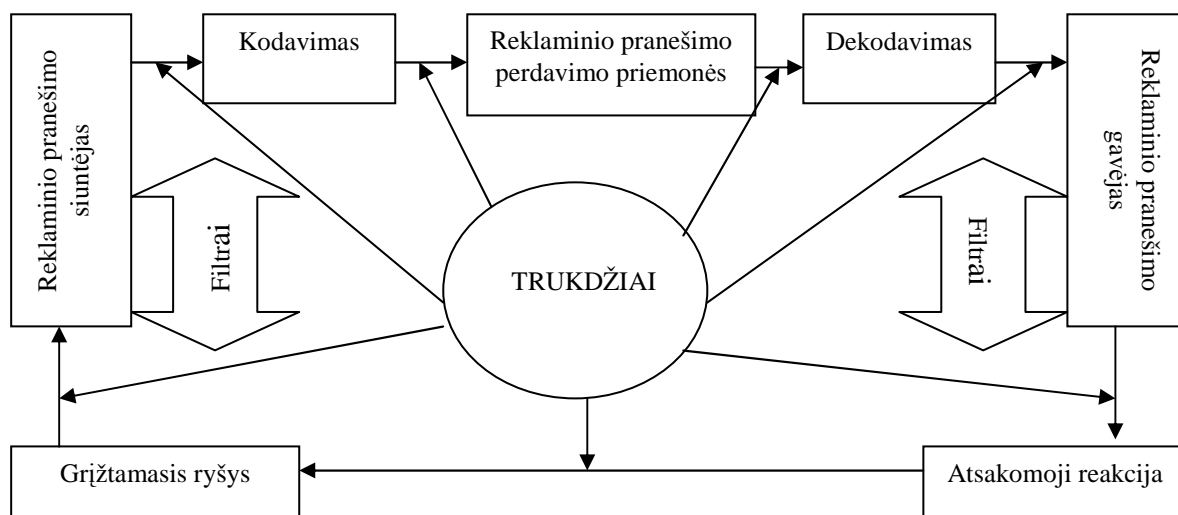 Reklaminio pranešimo
siuntėjas
Kodavimas
Reklaminio pranešimo
perdavimo priemonės
Dekodavimas
Reklaminio pranešimo
gavėjas
Filtrai
TRUKDŽIAI
Filtrai
Grįžtamasis ryšys
Atsakomoji reakcija